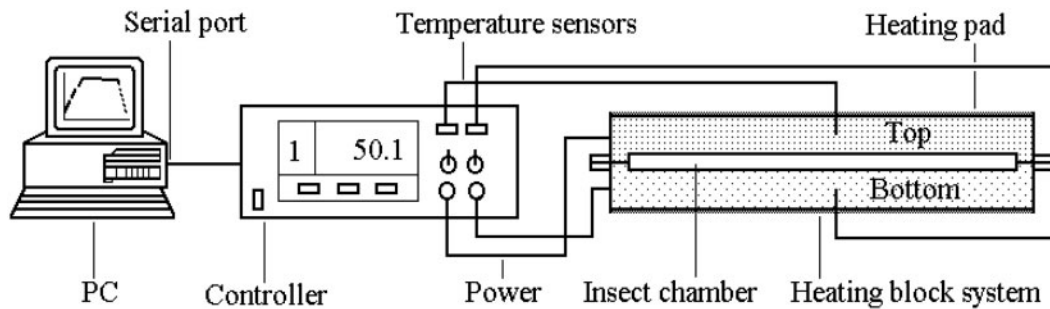 Serial port
Temperature sensors
Heating pad
1 50.1
Top
Bottom
PC
Controller
Power
Insect chamber
Heating block system